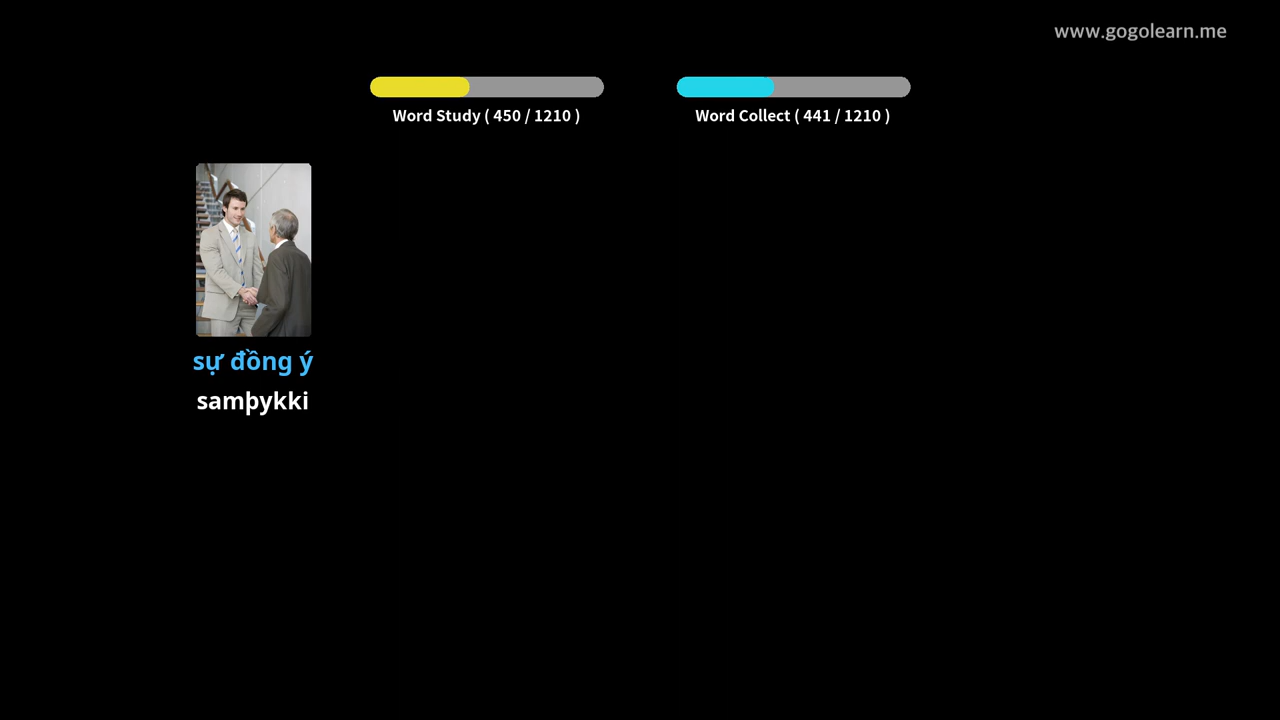 www.gogolearn.me
Word Study ( 450 / 1210 )
Word Collect ( 441 / 1210 )
sự đồng ý
samþykki